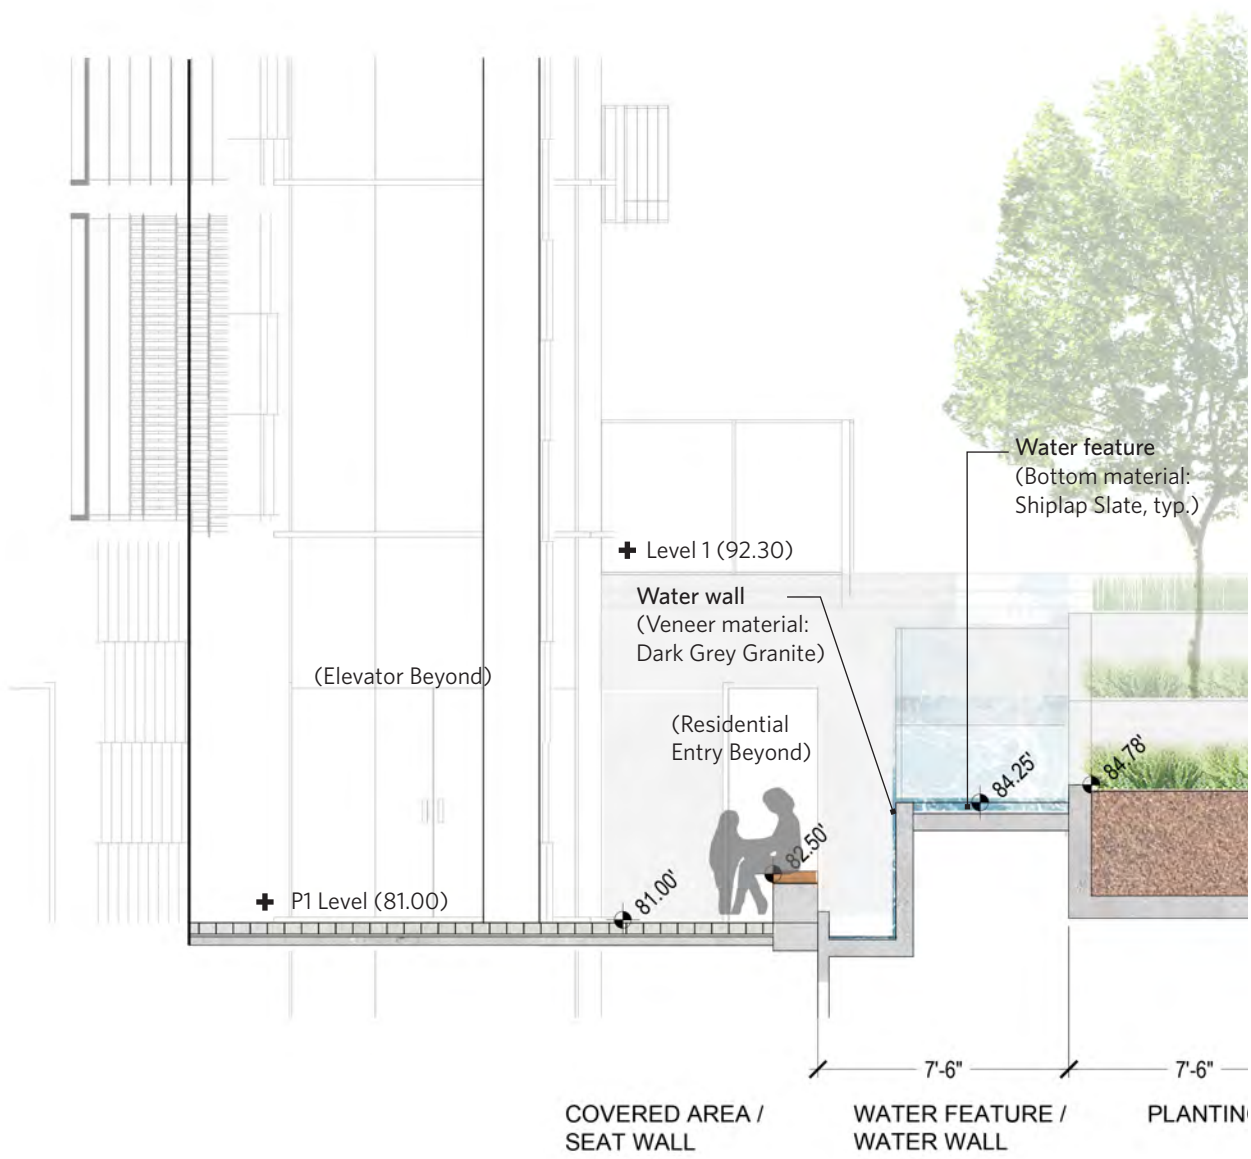 Water feature
(Bottom material:
Shiplap Slate, typ.)
Level 1 (92.30)
Water wall
(Veneer material:
Dark Grey Granite)
(Elevator Beyond)
(Residential
Entry Beyond)
84.25'
84.78'
82.50'
81.00'
P1 Level (81.00)
7'-6"
7'-6"
COVERED AREA /
SEAT WALL
WATER FEATURE /
WATER WALL
PLANTING